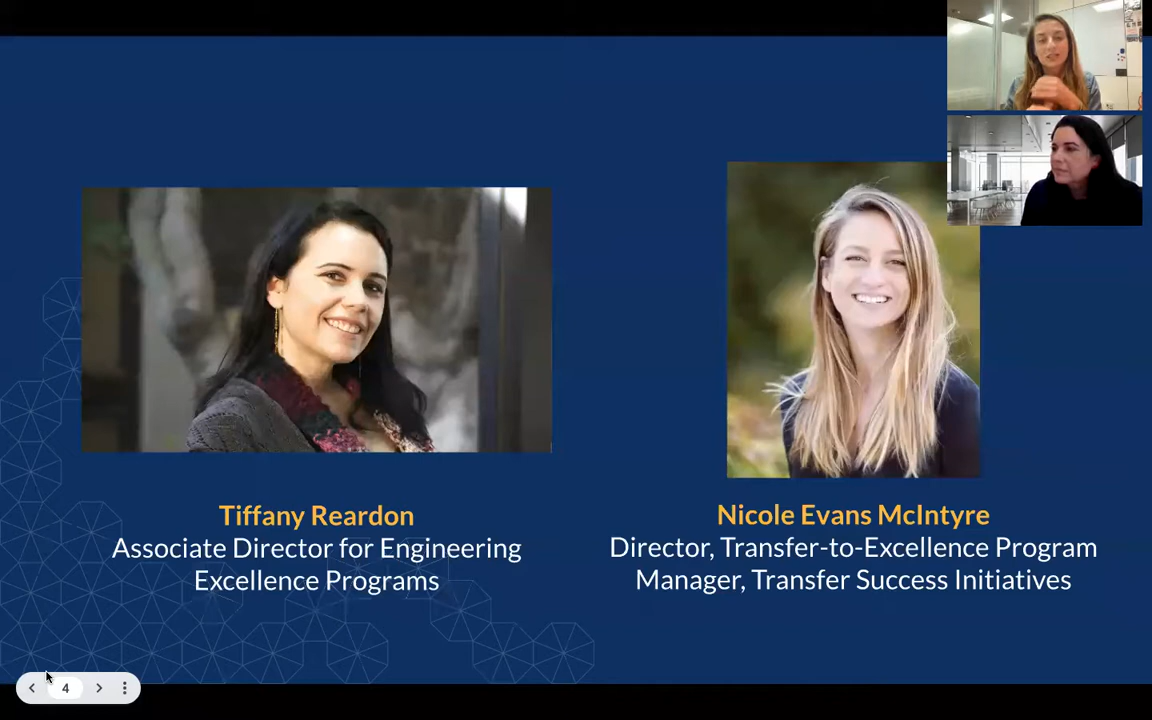 Tiffany Reardon
Associate Director for Engineering
Excellence Programs
Nicole Evans McIntyre
Director, Transfer-to-Excellence Program
Manager, Transfer Success Initiatives
4